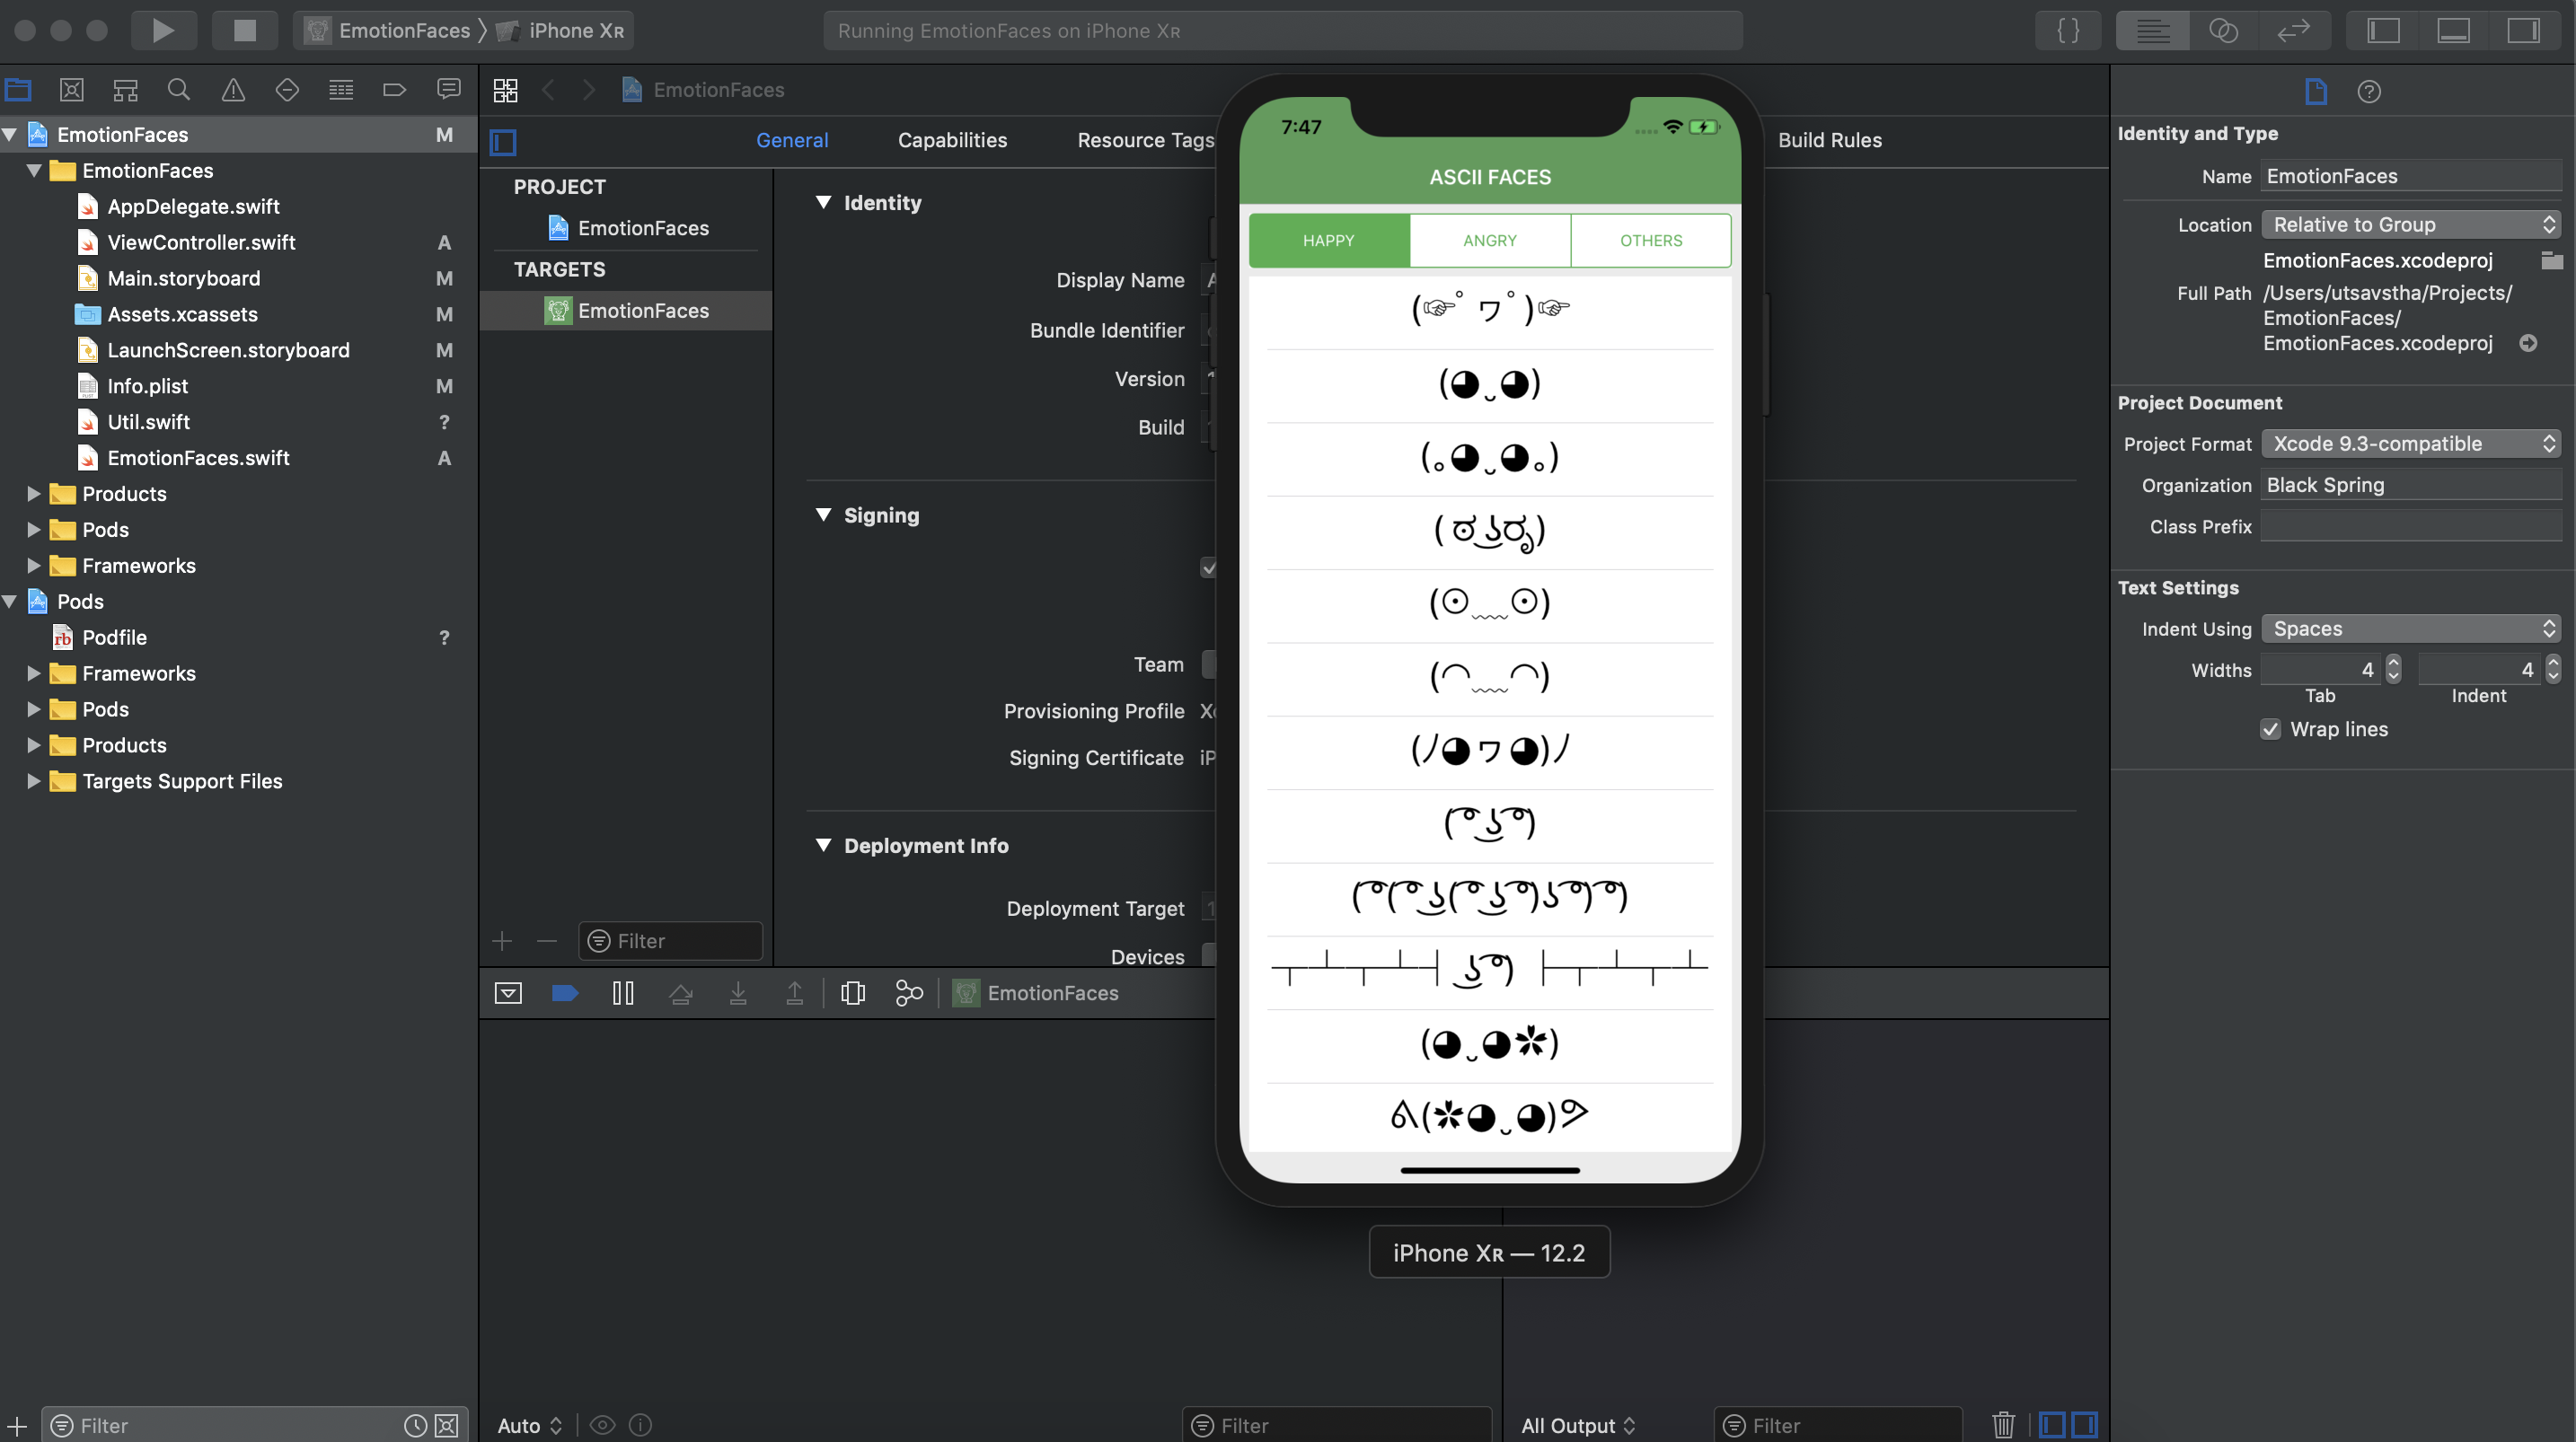 EmotionFaces iPhone Xʀ
Running EmotionFaces on iPhone Xʀ
EmotionFaces M
EmotionFaces
AppDelegate.swift
ViewController.swift A
Main.storyboard M
Assets.xcassets M
LaunchScreen.storyboard M
Info.plist M
Util.swift ?
EmotionFaces.swift A
Products
Pods
Frameworks
Pods
Podfile ?
Frameworks
Pods
Products
Targets Support Files
Filter
EmotionFaces
General Capabilities Resource Tags Build Rules
PROJECT
EmotionFaces
TARGETS
EmotionFaces
Filter
Identity
Display Name
Bundle Identifier
Version
Build
Signing
Team
Provisioning Profile
Signing Certificate
Deployment Info
Deployment Target
Devices
EmotionFaces
Auto
Filter
All Output
Filter
7:47
ASCII FACES
HAPPY ANGRY OTHERS
(☞ﾟヮﾟ)☞
(◕‿◕)
(｡◕‿◕｡)
( ಠ ͜ʖರೃ)
(☉﹏☉)
(◠﹏◠)
(ﾉ◕ヮ◕)ﾉ
( ͡° ͜ʖ ͡°)
( ͡°( ͡° ͜ʖ( ͡° ͜ʖ ͡°)ʖ ͡°) ͡°)
┬┴┬┴┤ ͜ʖ ͡°) ├┬┴┬┴
(◕‿◕✿)
ᕕ(✿◕‿◕)ᕗ
iPhone Xʀ — 12.2
Identity and Type
Name EmotionFaces
Location Relative to Group
EmotionFaces.xcodeproj
Full Path /Users/utsavstha/Projects/
EmotionFaces/
EmotionFaces.xcodeproj
Project Document
Project Format Xcode 9.3-compatible
Organization Black Spring
Class Prefix
Text Settings
Indent Using Spaces
Widths 4 4
Tab Indent
Wrap lines